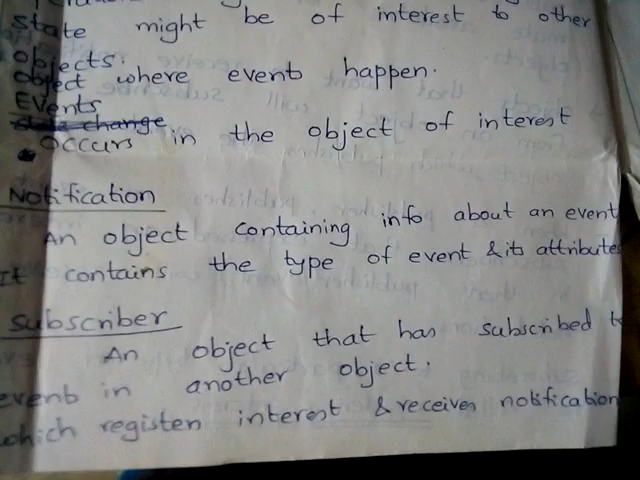 state might be of interest to other
objects.
object where event happen.
Events
state change
Occurs in the object of interest
Notification
An object containing info about an event
It contains the type of event & its attributes
Subscriber
An object that has subscribed to
events in another object.
which registers interest & receives notification